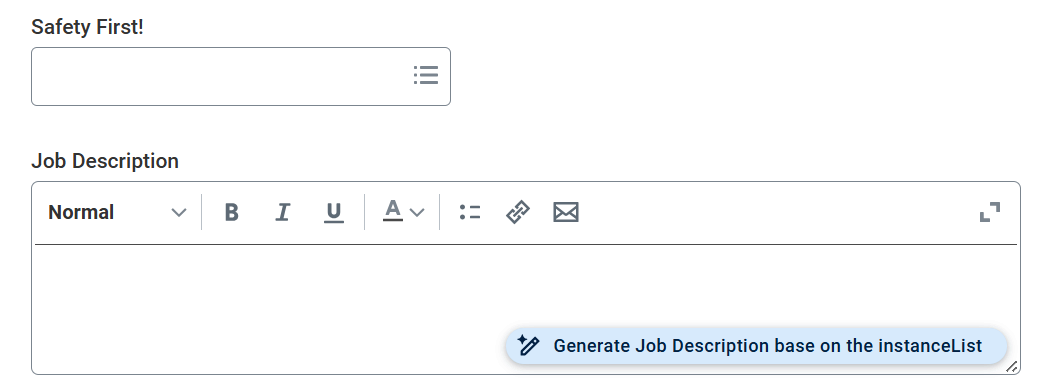 Safety First!
Job Description
Normal B I U A
Generate Job Description base on the instanceList